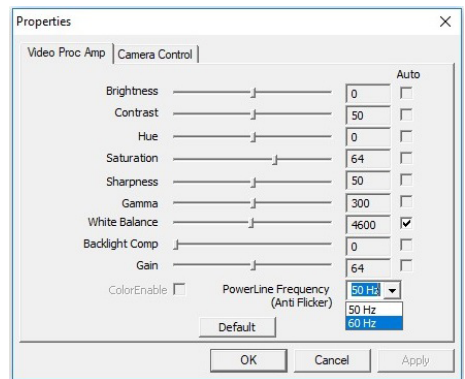 Properties
Video Proc Amp
Camera Control
Auto
Brightness 0
Contrast 50
Hue 0
Saturation 64
Sharpness 50
Gamma 300
White Balance 4600
Backlight Comp 0
Gain 64
ColorEnable PowerLine Frequency 50 Hz
(Anti Flicker) 50 Hz
60 Hz
Default
OK Cancel Apply